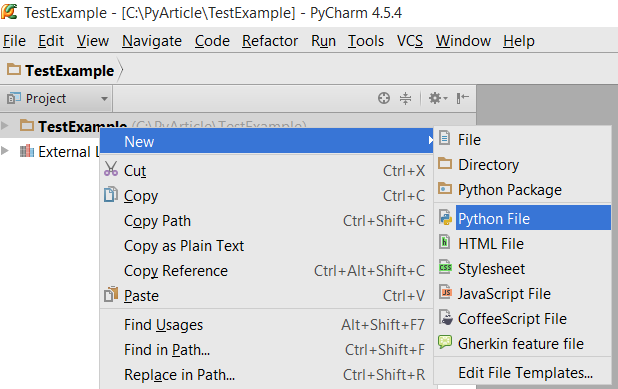 TestExample - [C:\PyArticle\TestExample] - PyCharm 4.5.4
File Edit View Navigate Code Refactor Run Tools VCS Window Help
TestExample
Project
TestExample (C:\PyArticle\TestExample)
External L
New
Cut Ctrl+X
Copy Ctrl+C
Copy Path Ctrl+Shift+C
Copy as Plain Text
Copy Reference Ctrl+Alt+Shift+C
Paste Ctrl+V
Find Usages Alt+Shift+F7
Find in Path... Ctrl+Shift+F
Replace in Path... Ctrl+Shift+R
File
Directory
Python Package
Python File
HTML File
Stylesheet
JavaScript File
CoffeeScript File
Gherkin feature file
Edit File Templates...